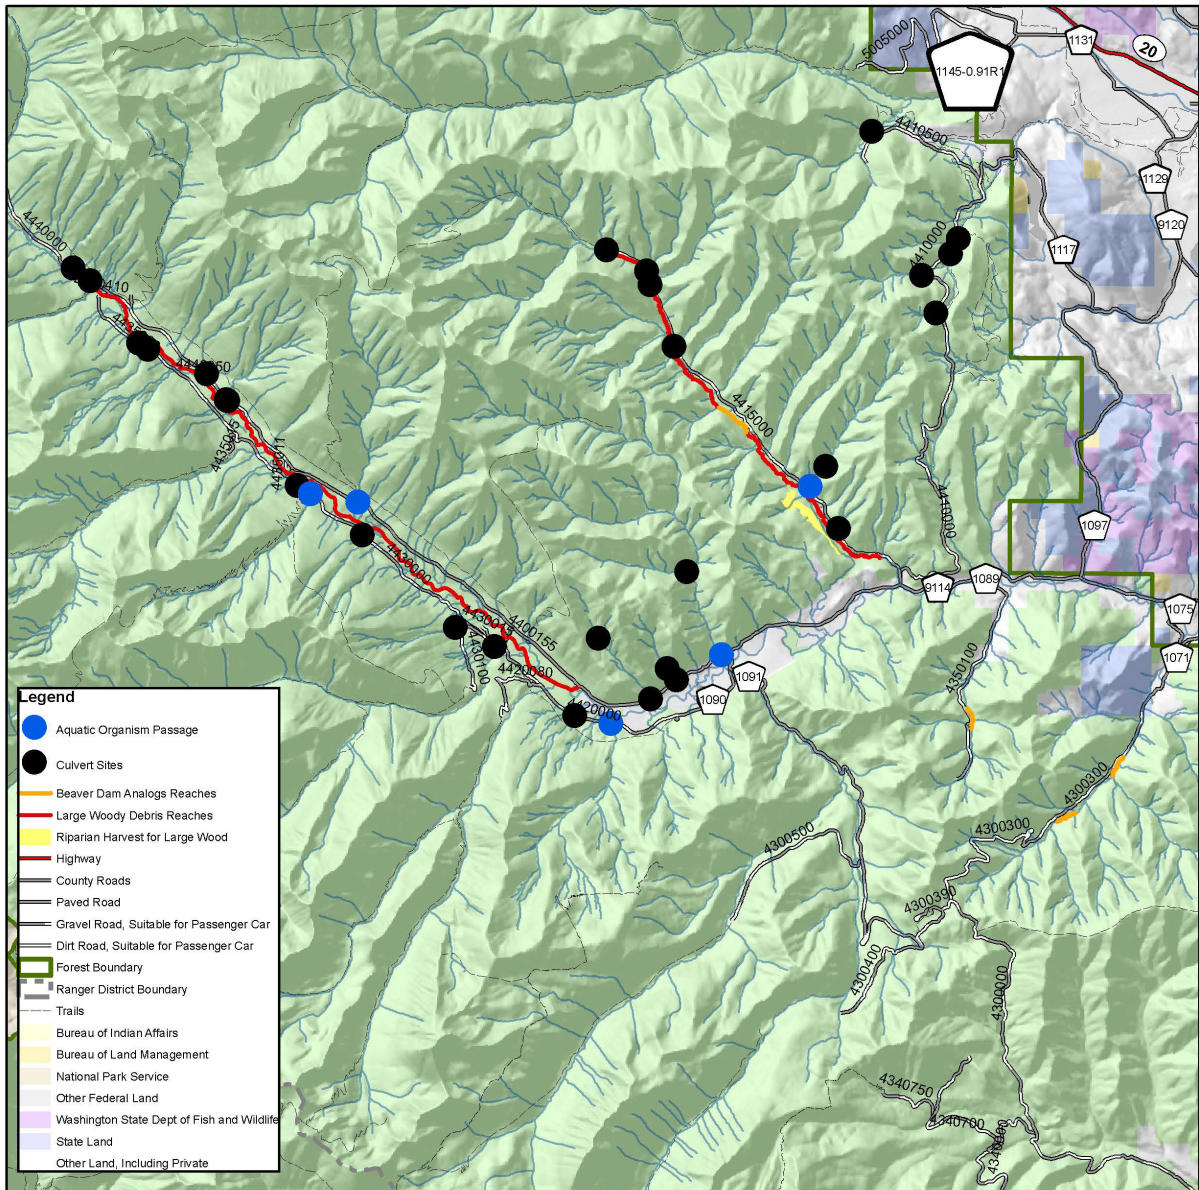 5005000
1145-0.91R1
1131
20
4410500
1129
9120
1117
4440000
4410000
4415000
4435045
4410000
1097
4430000
9114
1089
1075
4430075
4400155
1071
4430100
4420080
4350100
1091
1090
4420000
4300300
4300300
4300500
4300390
4300400
4300000
4340750
4340700
4340000
Legend
Aquatic Organism Passage
Culvert Sites
Beaver Dam Analogs Reaches
Large Woody Debris Reaches
Riparian Harvest for Large Wood
Highway
County Roads
Paved Road
Gravel Road, Suitable for Passenger Car
Dirt Road, Suitable for Passenger Car
Forest Boundary
Ranger District Boundary
Trails
Bureau of Indian Affairs
Bureau of Land Management
National Park Service
Other Federal Land
Washington State Dept of Fish and Wildlife
State Land
Other Land, Including Private